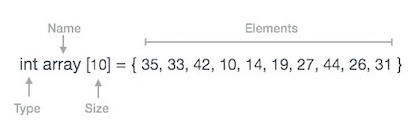 Name
Elements
int array [10] = { 35, 33, 42, 10, 14, 19, 27, 44, 26, 31 }
Type
Size